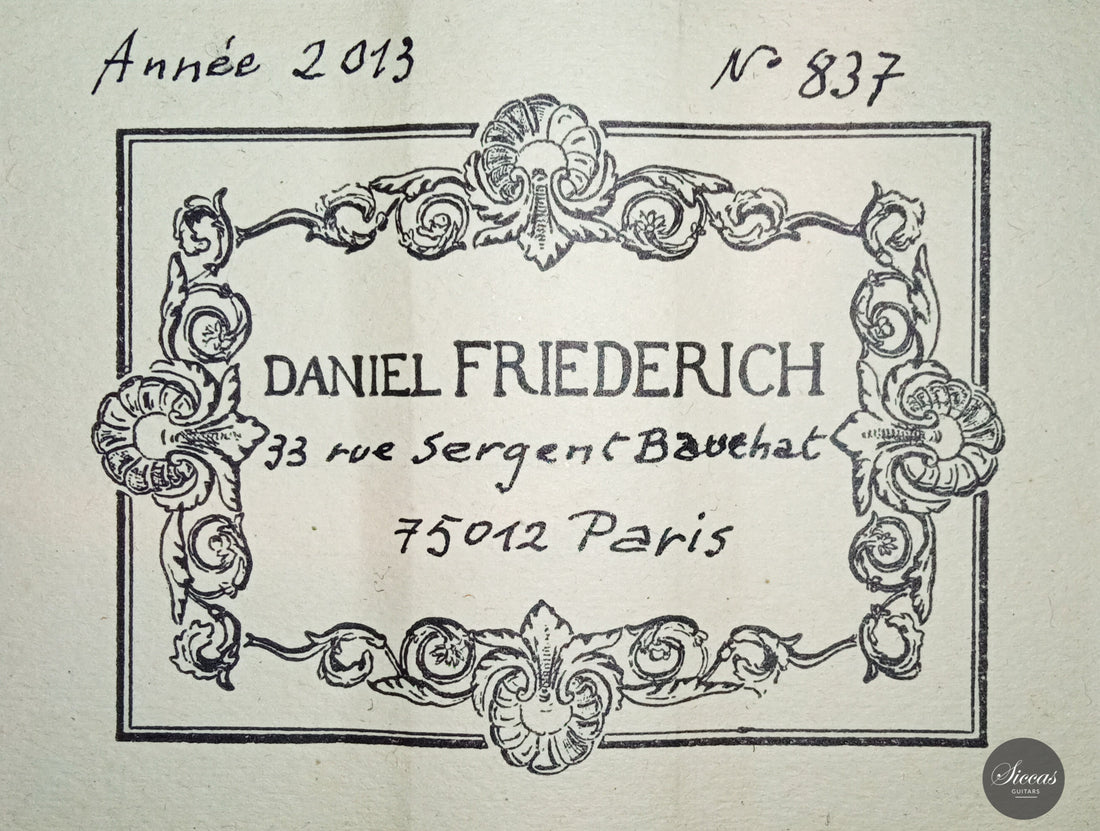 Année 2013 N° 837
DANIEL FRIEDERICH
33 rue Sergent Bauchat
75012 Paris
Siccas
GUITARS